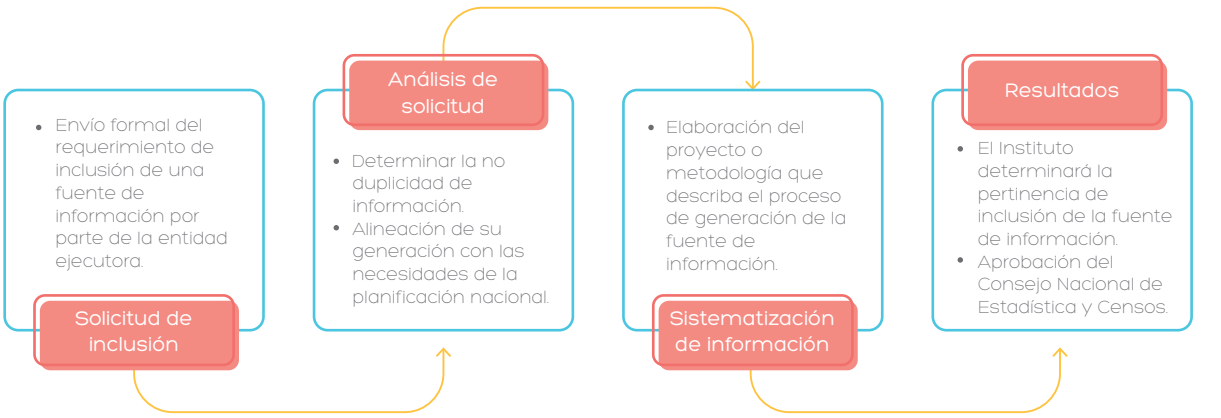 • Envío formal del
requerimiento de
inclusión de una
fuente de
información por
parte de la entidad
ejecutora.
Solicitud de
inclusión
Análisis de
solicitud
• Determinar la no
duplicidad de
información.
• Alineación de su
generación con las
necesidades de la
planificación nacional.
• Elaboración del
proyecto o
metodología que
describa el proceso
de generación de la
fuente de
información.
Sistematización
de información
Resultados
• El Instituto
determinará la
pertinencia de
inclusión de la fuente
de información.
• Aprobación del
Consejo Nacional de
Estadística y Censos.